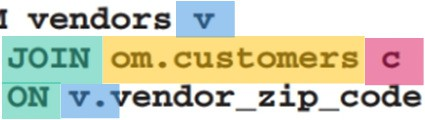 vendors v
JOIN om.customers c
ON v.vendor_zip_code